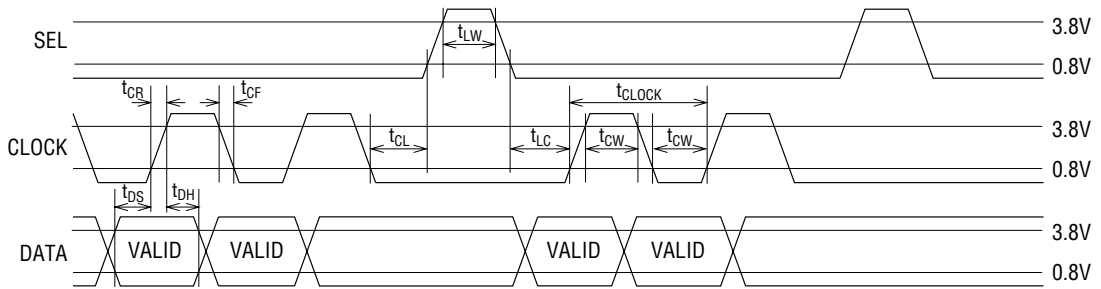 SEL
t_LW
3.8V
0.8V
t_CR
t_CF
t_CLOCK
CLOCK
t_CL
t_LC
t_CW
t_CW
3.8V
0.8V
t_DS
t_DH
DATA
VALID
VALID
VALID
VALID
3.8V
0.8V